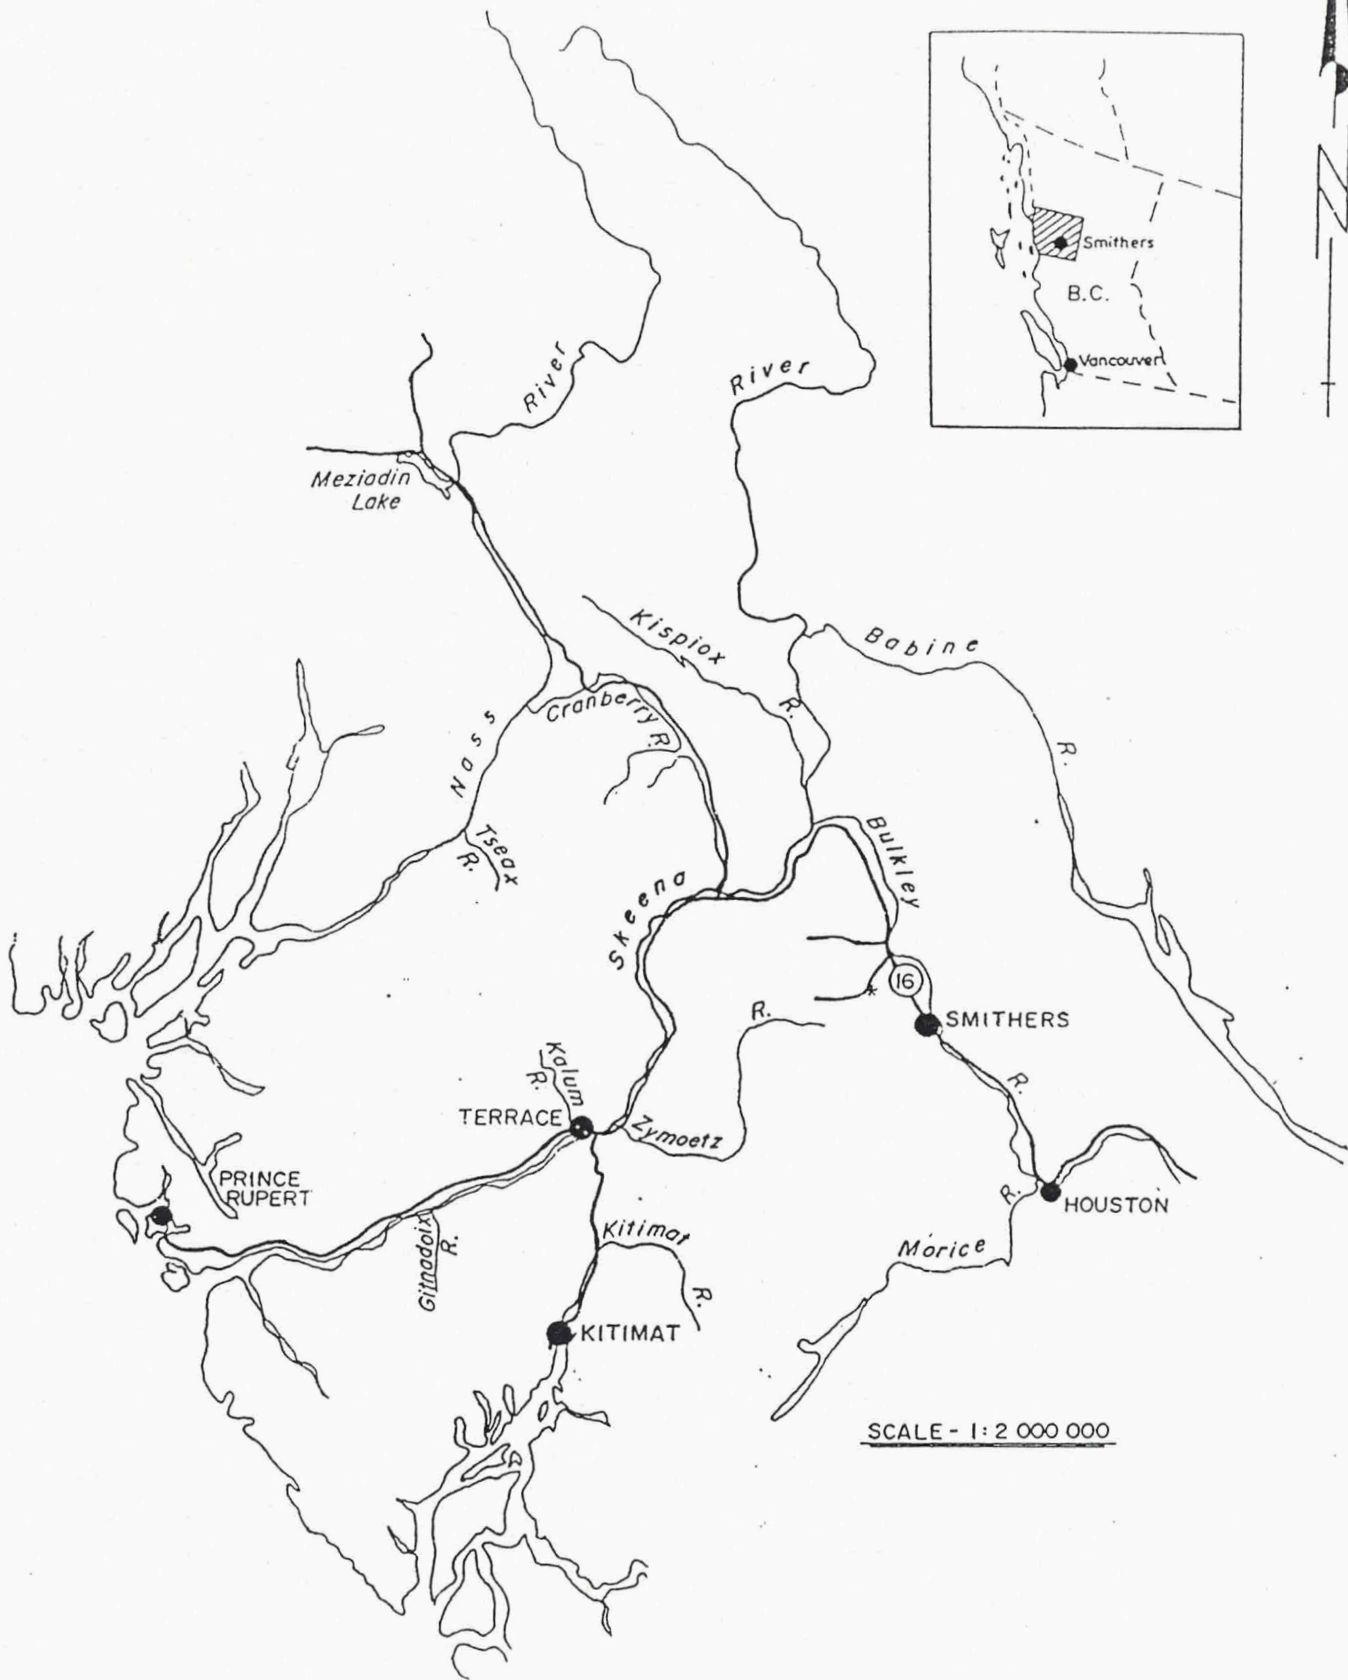 N
Smithers
B.C.
Vancouver
River
River
Meziadin
Lake
Kispiox
R.
Babine
R.
Cranberry
R.
Nass
Tseax
R.
Bulkley
Skeena
16
*
SMITHERS
R.
R.
Kalum
R.
TERRACE
Zymoetz
PRINCE
RUPERT
R.
HOUSTON
Gitnadoix
R.
Kitimat
R.
Morice
KITIMAT
SCALE - 1:2 000 000